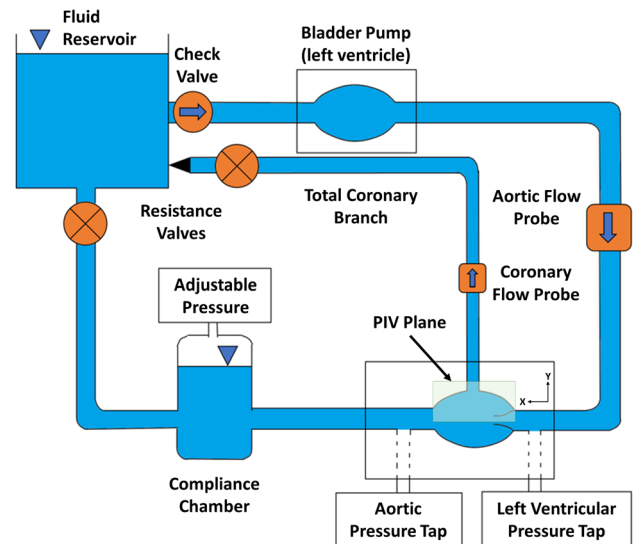 Fluid
Reservoir
Check
Valve
Bladder Pump
(left ventricle)
Total Coronary
Branch
Resistance
Valves
Aortic Flow
Probe
Coronary
Flow Probe
Adjustable
Pressure
PIV Plane
Y
X
Compliance
Chamber
Aortic
Pressure Tap
Left Ventricular
Pressure Tap